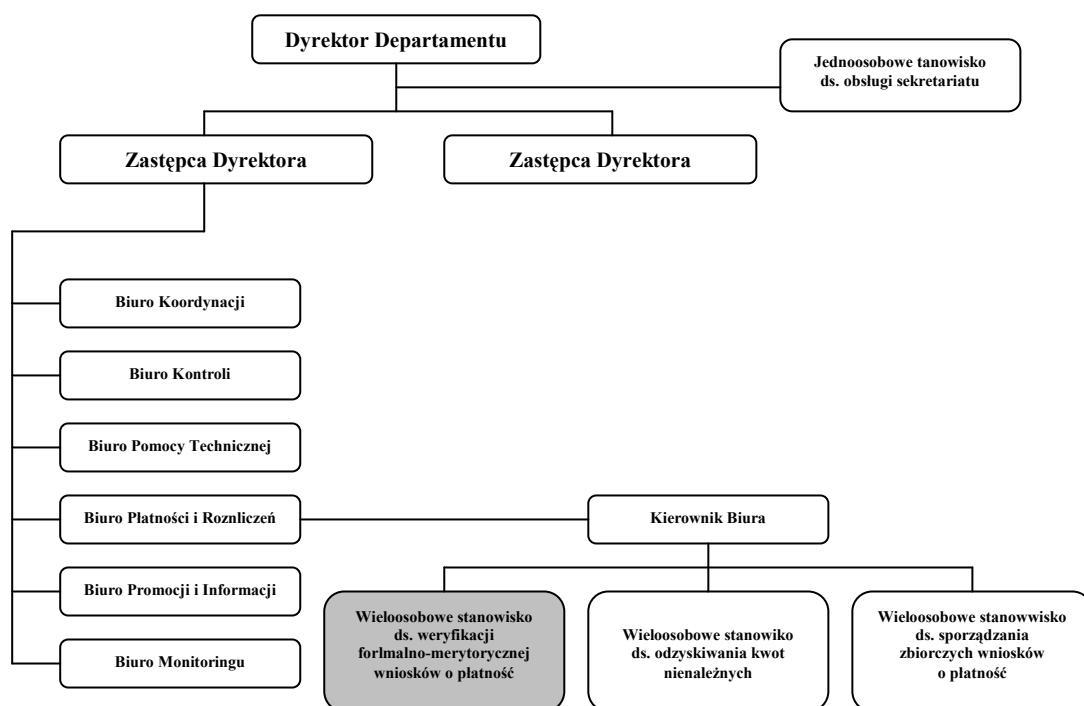 Dyrektor Departamentu
Jednoosobowe tanowisko
ds. obsługi sekretariatu
Zastępca Dyrektora
Zastępca Dyrektora
Biuro Koordynacji
Biuro Kontroli
Biuro Pomocy Technicznej
Biuro Płatności i Roznliczeń
Kierownik Biura
Biuro Promocji i Informacji
Biuro Monitoringu
Wieloosobowe stanowisko
ds. weryfikacji
forlmalno-merytorycznej
wniosków o płatność
Wieloosobowe stanowiko
ds. odzyskiwania kwot
nienależnych
Wieloosobowe stanowwisko
ds. sporządzania
zbiorczych wniosków
o płatność